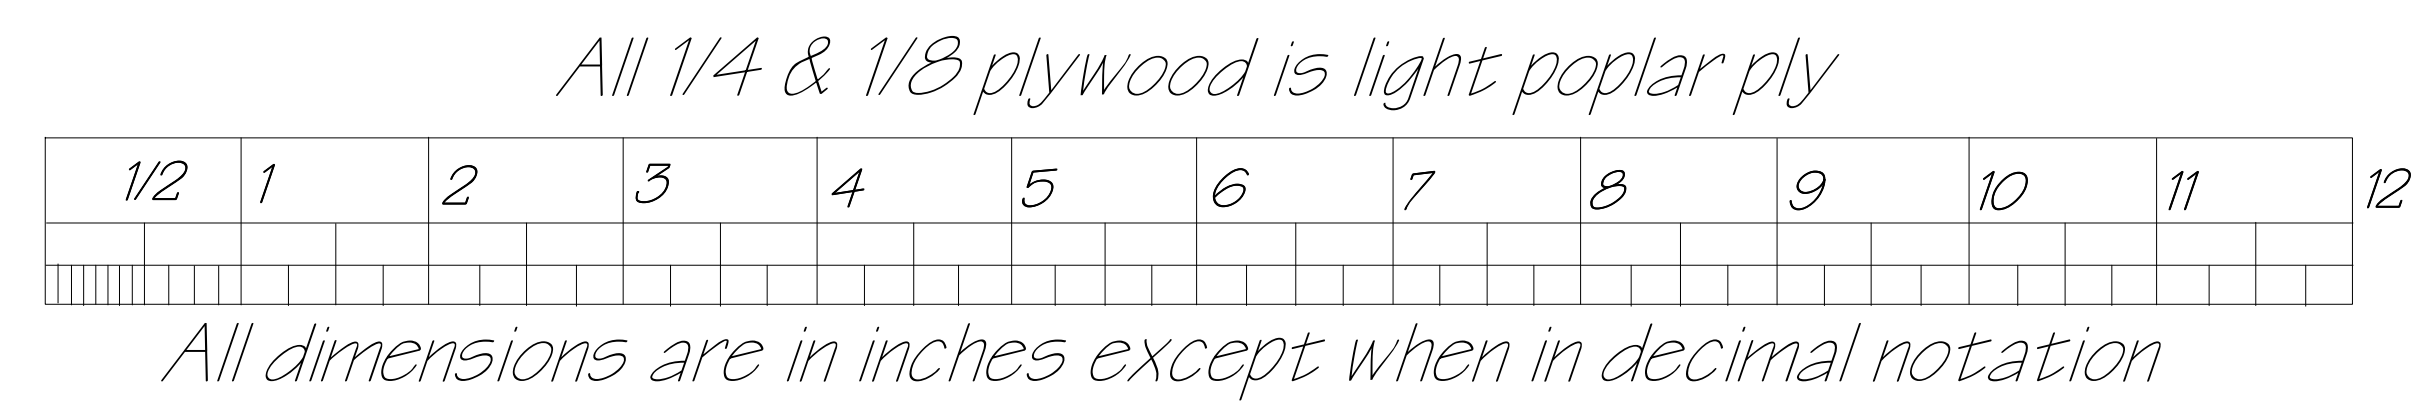 All 1/4 & 1/8 plywood is light poplar ply
1/2 1 2 3 4 5 6 7 8 9 10 11 12
All dimensions are in inches except when in decimal notation